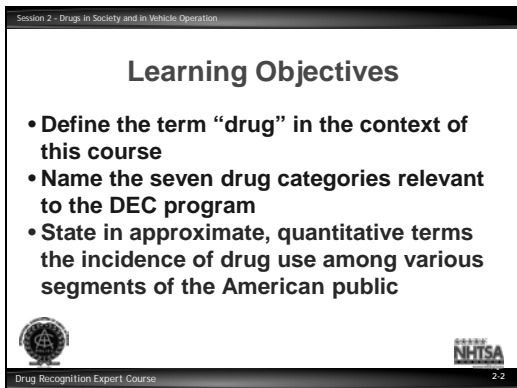 Session 2 - Drugs in Society and in Vehicle Operation
Learning Objectives
• Define the term “drug” in the context of
this course
• Name the seven drug categories relevant
to the DEC program
• State in approximate, quantitative terms
the incidence of drug use among various
segments of the American public
NHTSA
Drug Recognition Expert Course
2-2